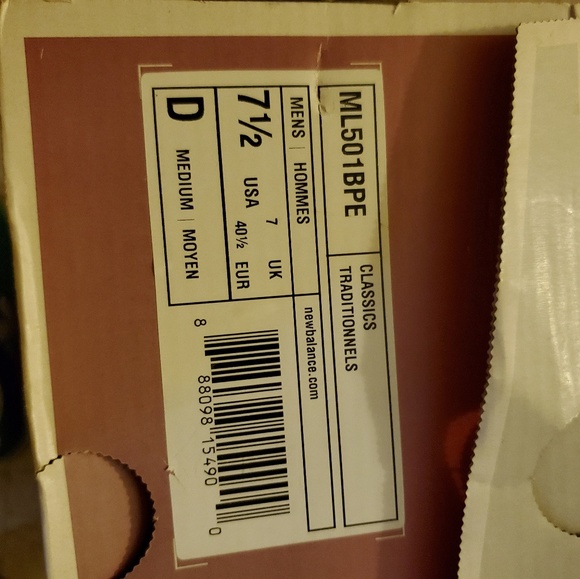 ML501BPE
CLASSICS
TRADITIONNELS
MENS | HOMMES
newbalance.com
7½ USA
7 UK
40½ EUR
D MEDIUM | MOYEN
8 88098 15490 0